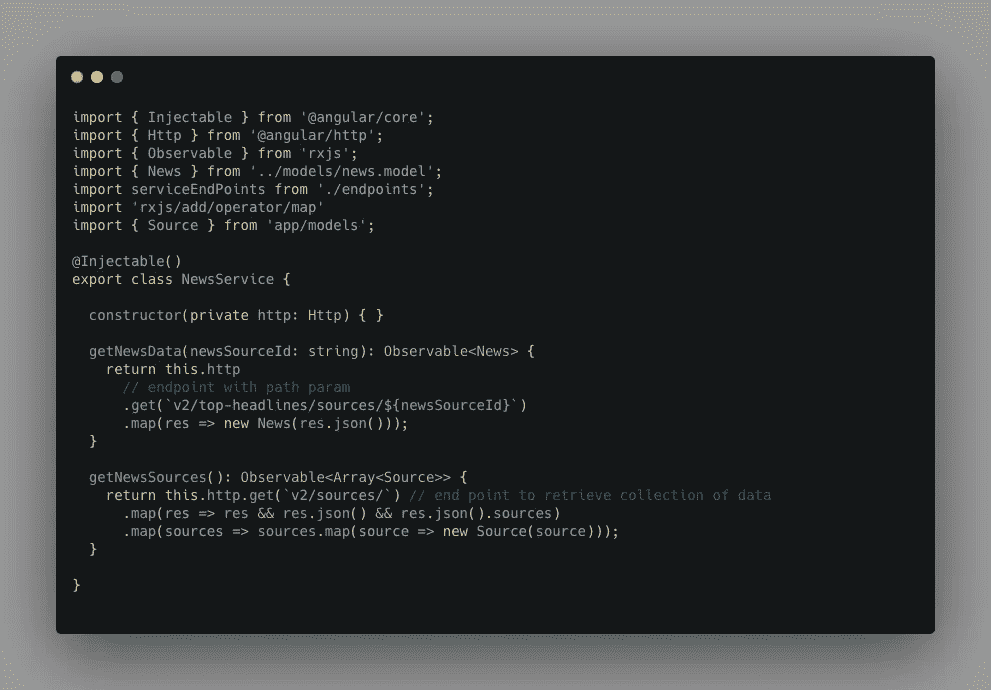 import { Injectable } from '@angular/core';
import { Http } from '@angular/http';
import { Observable } from 'rxjs';
import { News } from '../models/news.model';
import serviceEndPoints from './endpoints';
import 'rxjs/add/operator/map'
import { Source } from 'app/models';

@Injectable()
export class NewsService {

  constructor(private http: Http) { }

  getNewsData(newsSourceId: string): Observable<News> {
    return this.http
      // endpoint with path param
      .get(`v2/top-headlines/sources/${newsSourceId}`)
      .map(res => new News(res.json()));
  }

  getNewsSources(): Observable<Array<Source>> {
    return this.http.get(`v2/sources/`) // end point to retrieve collection of data
      .map(res => res && res.json() && res.json().sources)
      .map(sources => sources.map(source => new Source(source)));
  }

}